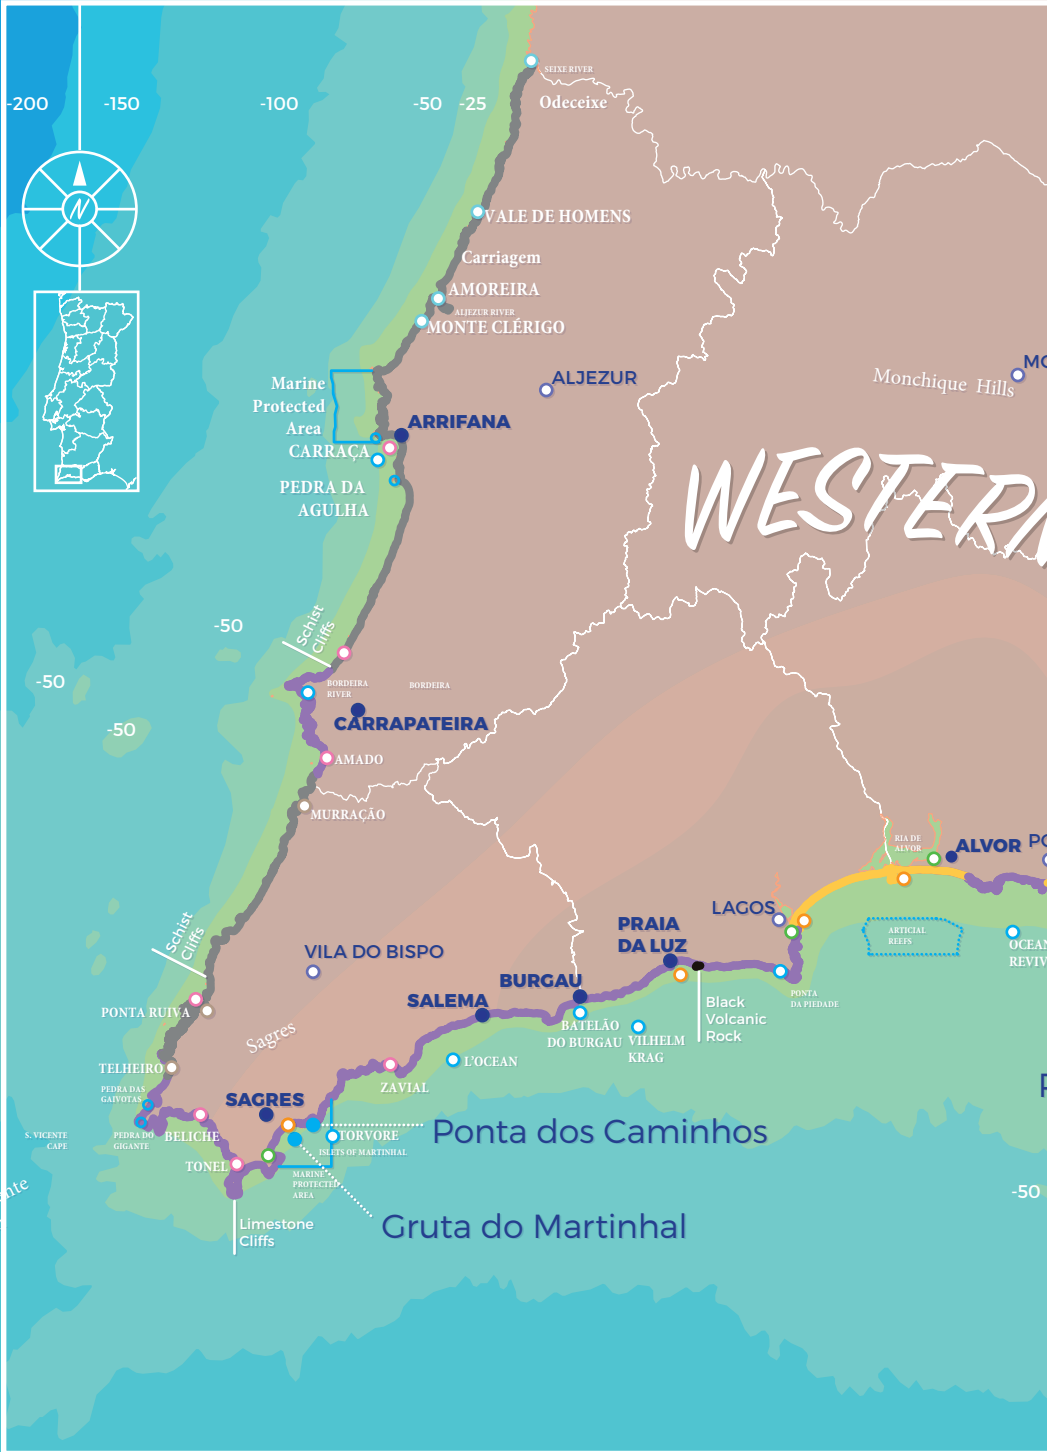 -200 -150 -100 -50 -25
SEIXE RIVER
Odeceixe
N
VALE DE HOMENS
Carriagem
AMOREIRA
ALJEZUR RIVER
MONTE CLÉRIGO
ALJEZUR
Monchique Hills
Marine
Protected
Area
ARRIFANA
CARRAÇA
PEDRA DA
AGULHA
WESTERN
Schist
Cliffs
-50
-50
-50
BORDEIRA
RIVER
BORDEIRA
CARRAPATEIRA
AMADO
MURRAÇÃO
RIA DE
ALVOR
ALVOR
LAGOS
PRAIA
DA LUZ
ARTICIAL
REEFS
OCEAN
REVIV
Schist
Cliffs
VILA DO BISPO
BURGAU
SALEMA
PONTA
DA PIEDADE
Black
Volcanic
Rock
PONTA RUIVA
Sagres
BATELÃO
DO BURGAU
VILHELM
KRAG
L'OCEAN
TELHEIRO
ZAVIAL
PEDRA DAS
GAIVOTAS
SAGRES
S. VICENTE
CAPE
PEDRA DO
GIGANTE
BELICHE
TORVORE
Ponta dos Caminhos
ISLETS OF MARTINHAL
TONEL
MARINE
PROTECTED
AREA
-50
Limestone
Cliffs
Gruta do Martinhal